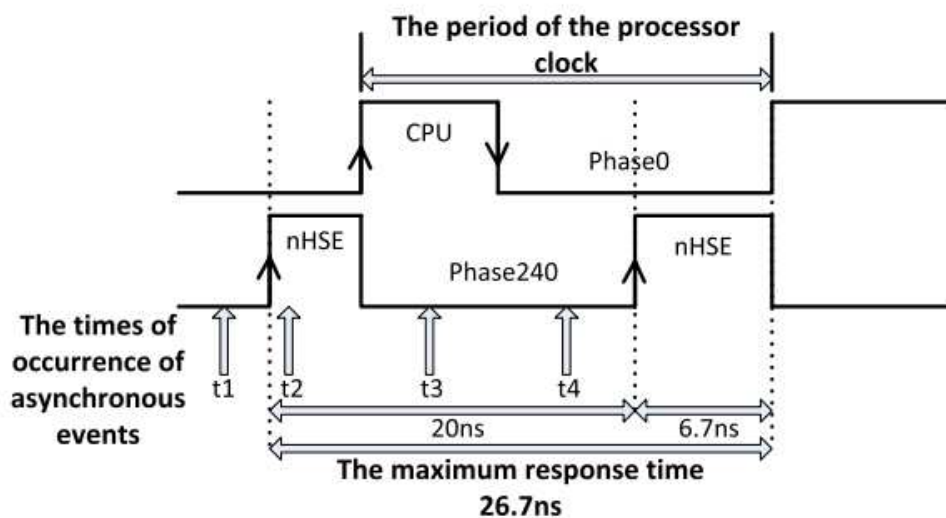 The period of the processor
clock
CPU
Phase0
nHSE
nHSE
Phase240
The times of
occurrence of
asynchronous
events
t1
t2
t3
t4
20ns
6.7ns
The maximum response time
26.7ns